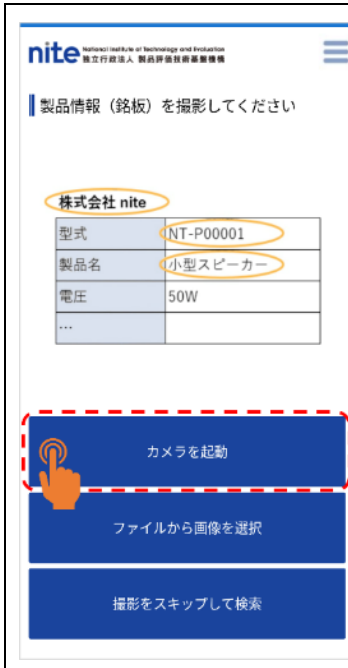 nite National Institute of Technology and Evaluation
独立行政法人 製品評価技術基盤機構
製品情報（銘板）を撮影してください
株式会社 nite
型式 NT-P00001
製品名 小型スピーカー
電圧 50W
…
カメラを起動
ファイルから画像を選択
撮影をスキップして検索